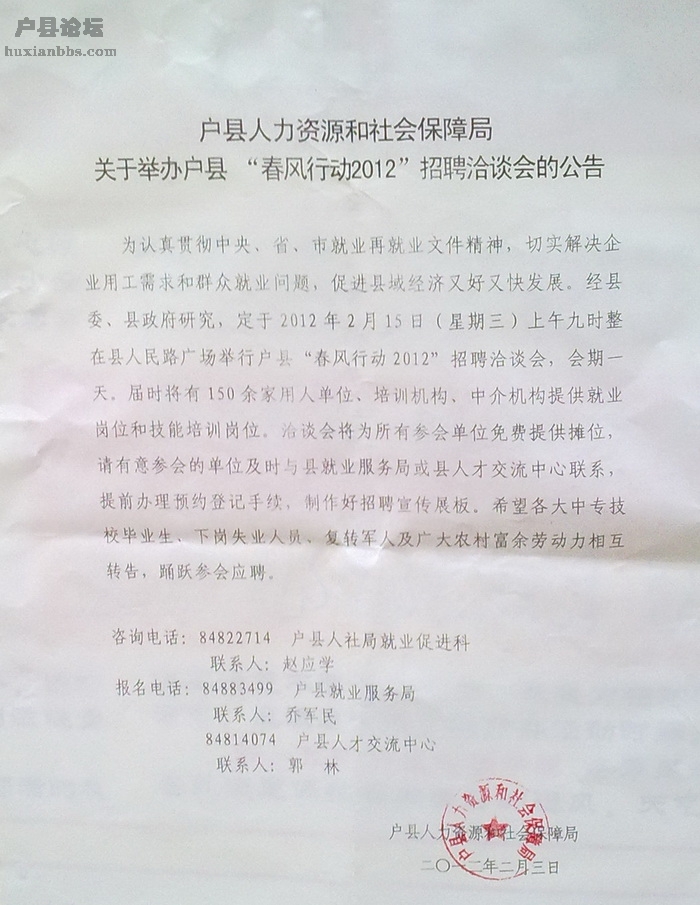 户县论坛
huxianbbs.com
户县人力资源和社会保障局
关于举办户县“春风行动2012”招聘洽谈会的公告
为认真贯彻中央、省、市就业再就业文件精神，切实解决企
业用工需求和群众就业问题，促进县域经济又好又快发展。经县
委、县政府研究，定于2012年2月15日（星期三）上午九时整
在县人民路广场举行户县“春风行动2012”招聘洽谈会，会期一
天。届时将有150余家用人单位、培训机构、中介机构提供就业
岗位和技能培训岗位。洽谈会将为所有参会单位免费提供摊位，
请有意参会的单位及时与县就业服务局或县人才交流中心联系，
提前办理预约登记手续，制作好招聘宣传展板。希望各大中专技
校毕业生、下岗失业人员、复转军人及广大农村富余劳动力相互
转告，踊跃参会应聘。
咨询电话：84822714 户县人社局就业促进科
联系人：赵应学
报名电话：84883499 户县就业服务局
联系人：乔军民
84814074 户县人才交流中心
联系人：郭 林
户县人力资源和社会保障局
户县人力资源和社会保障局
二〇一二年二月三日